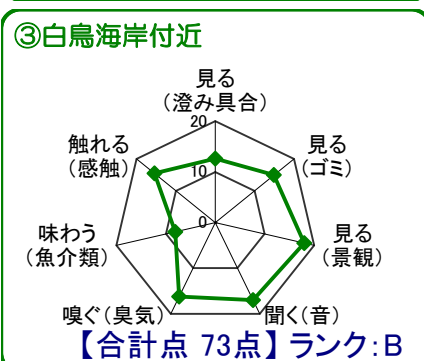 ③白鳥海岸付近
見る
(澄み具合)
20
触れる
(感触)
見る
(ゴミ)
10
味わう
(魚介類)
0
見る
(景観)
嗅ぐ(臭気)
聞く(音)
【合計点 73点】ランク:B